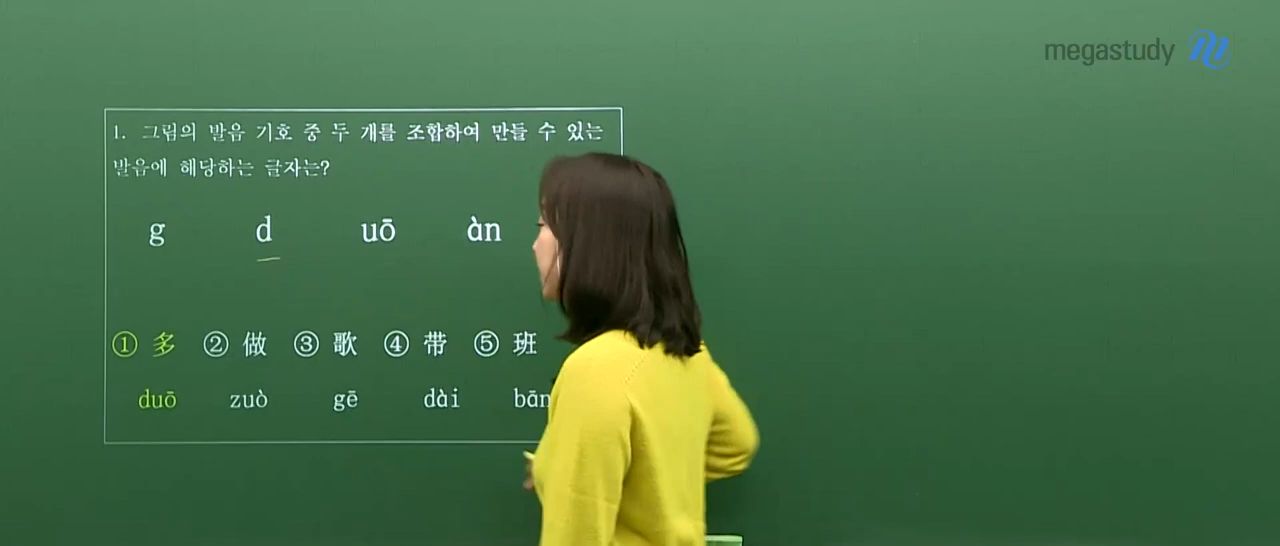 megastudy
1. 그림의 발음 기호 중 두 개를 조합하여 만들 수 있는
발음에 해당하는 글자는?
g d uō àn
① 多 ② 做 ③ 歌 ④ 带 ⑤ 班
duō zuò gē dài bān